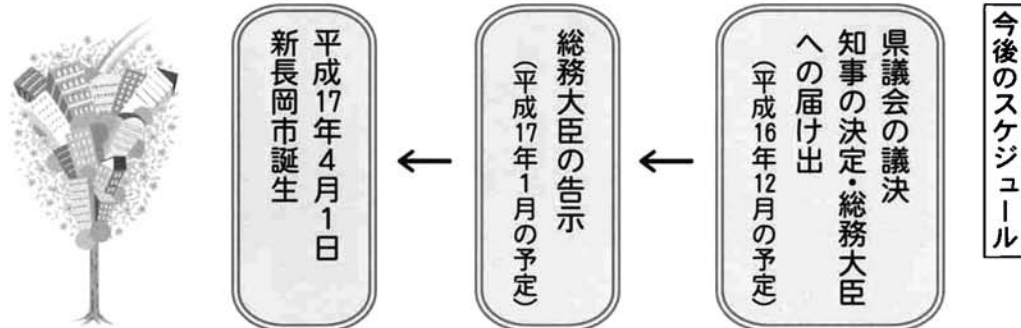 今後のスケジュール
県議会の議決
知事の決定・総務大臣
への届け出
（平成16年12月の予定）
総務大臣の告示
（平成17年1月の予定）
平成17年4月1日
新長岡市誕生